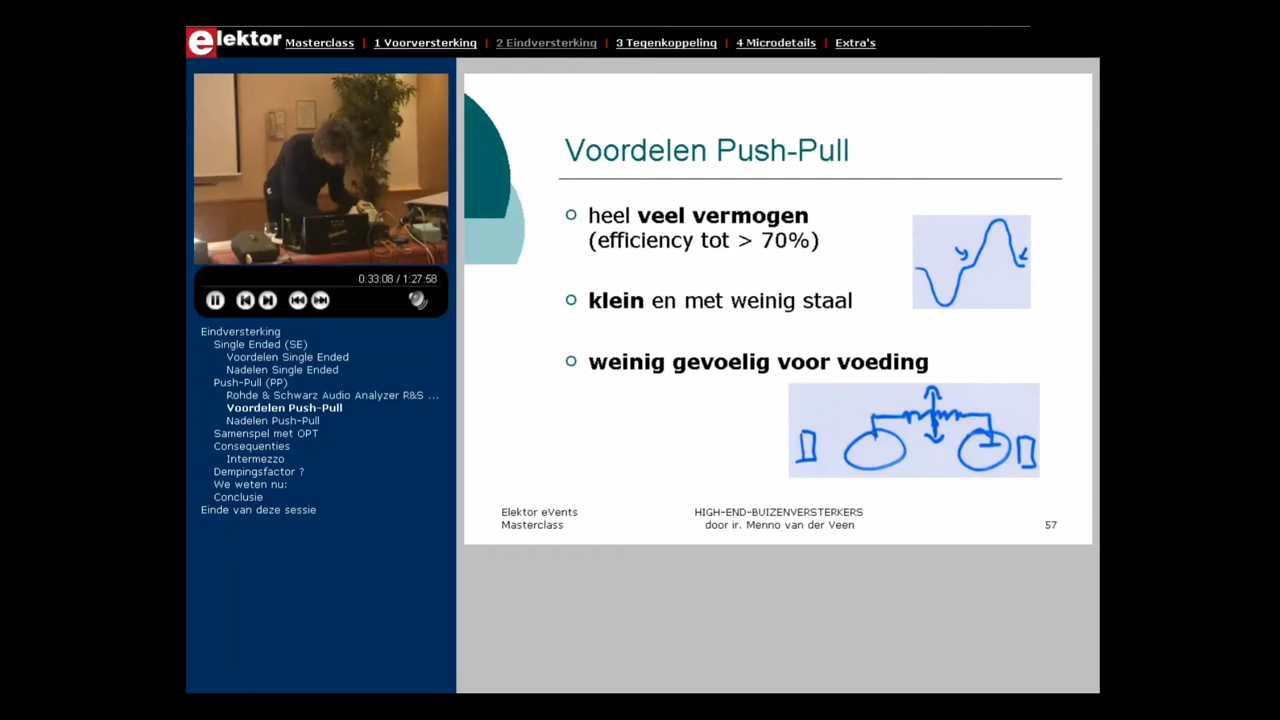 elektor
Masterclass | 1 Voorversterking | 2 Eindversterking | 3 Tegenkoppeling | 4 Microdetails | Extra's
0:33:08 / 1:27:58
Eindversterking
Single Ended (SE)
Voordelen Single Ended
Nadelen Single Ended
Push-Pull (PP)
Rohde & Schwarz Audio Analyzer R&S ...
Voordelen Push-Pull
Nadelen Push-Pull
Samenspel met OPT
Consequenties
Intermezzo
Dempingsfactor ?
We weten nu:
Conclusie
Einde van deze sessie
Voordelen Push-Pull
heel veel vermogen
(efficiency tot > 70%)
klein en met weinig staal
weinig gevoelig voor voeding
Elektor eVents
Masterclass
HIGH-END-BUIZENVERSTERKERS
door ir. Menno van der Veen
57